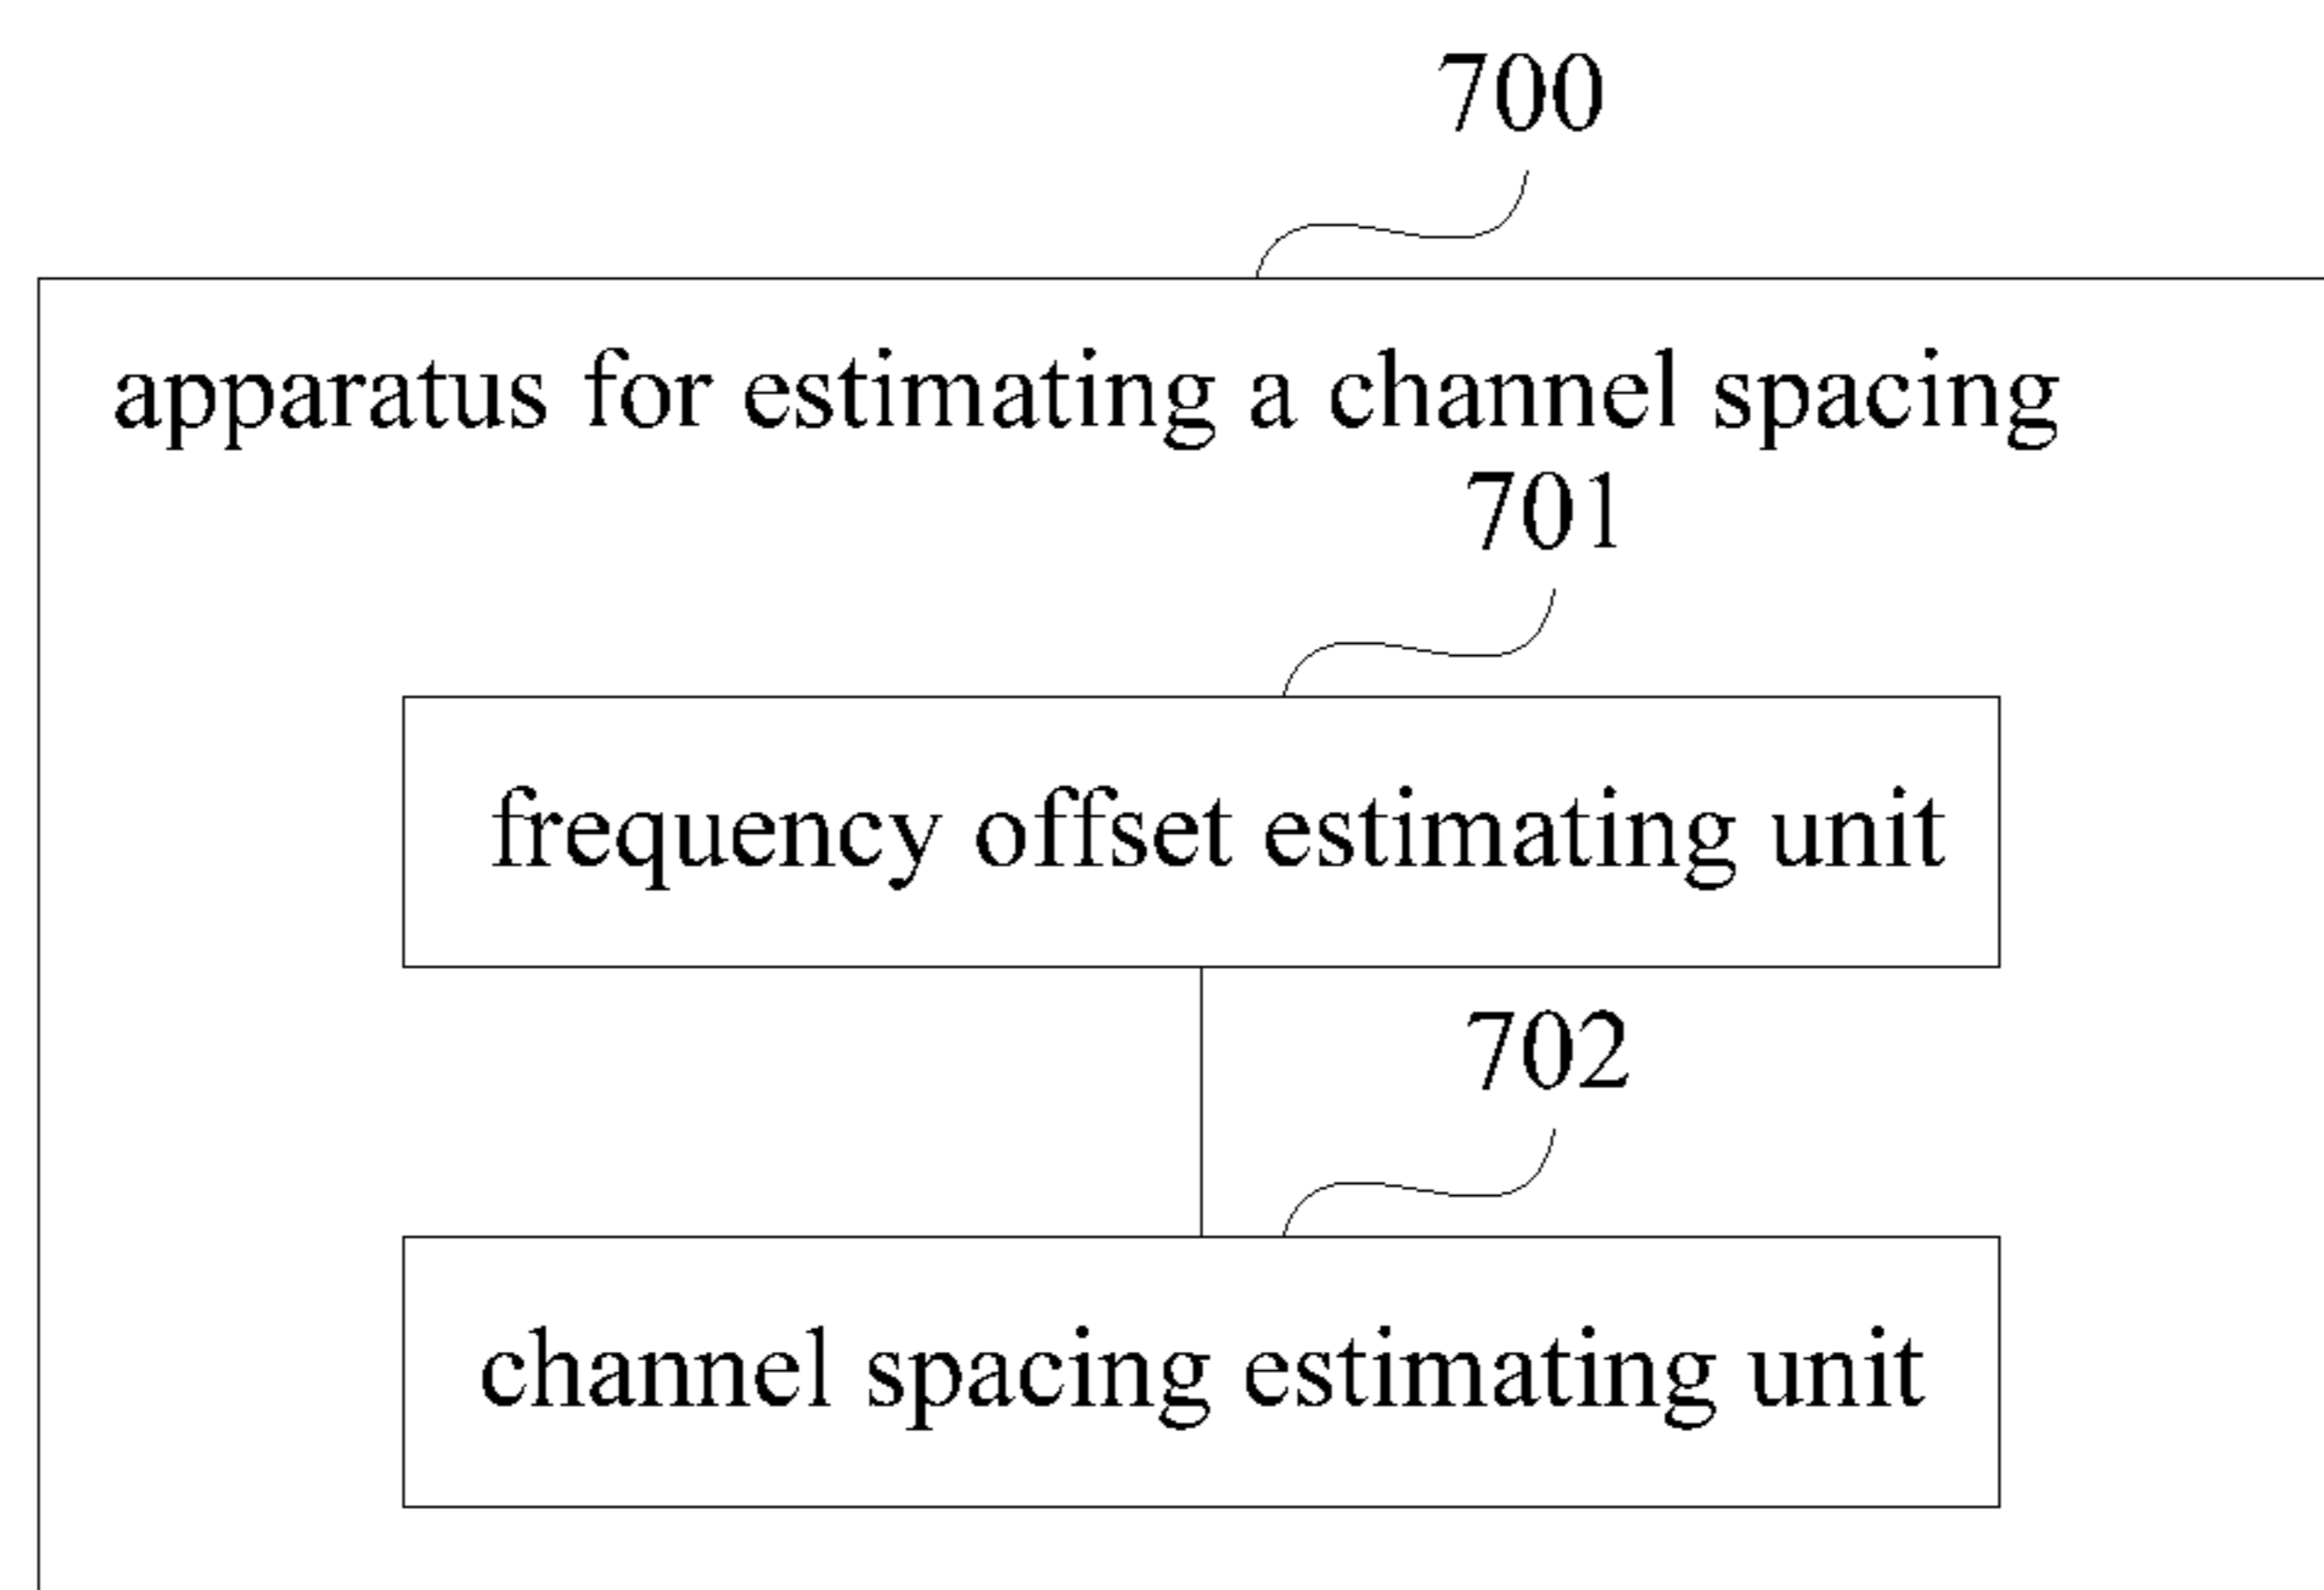 700
apparatus for estimating a channel spacing
701
frequency offset estimating unit
702
channel spacing estimating unit